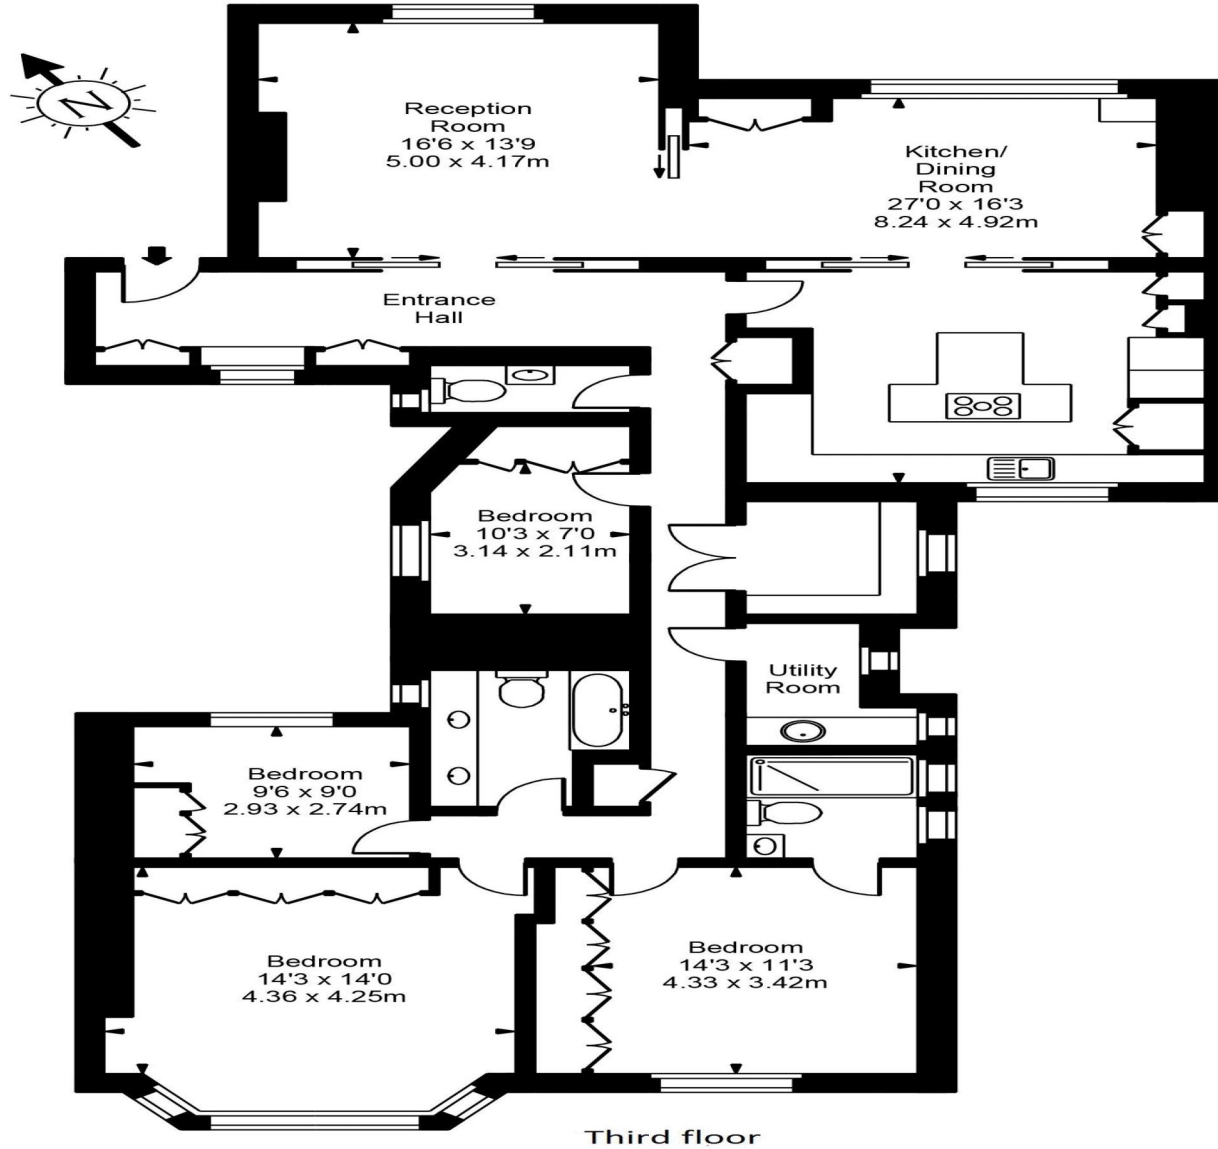 N
Reception
Room
16'6 x 13'9
5.00 x 4.17m
Kitchen/
Dining
Room
27'0 x 16'3
8.24 x 4.92m
Entrance
Hall
Bedroom
10'3 x 7'0
3.14 x 2.11m
Utility
Room
Bedroom
9'6 x 9'0
2.93 x 2.74m
Bedroom
14'3 x 14'0
4.36 x 4.25m
Bedroom
14'3 x 11'3
4.33 x 3.42m
Third floor